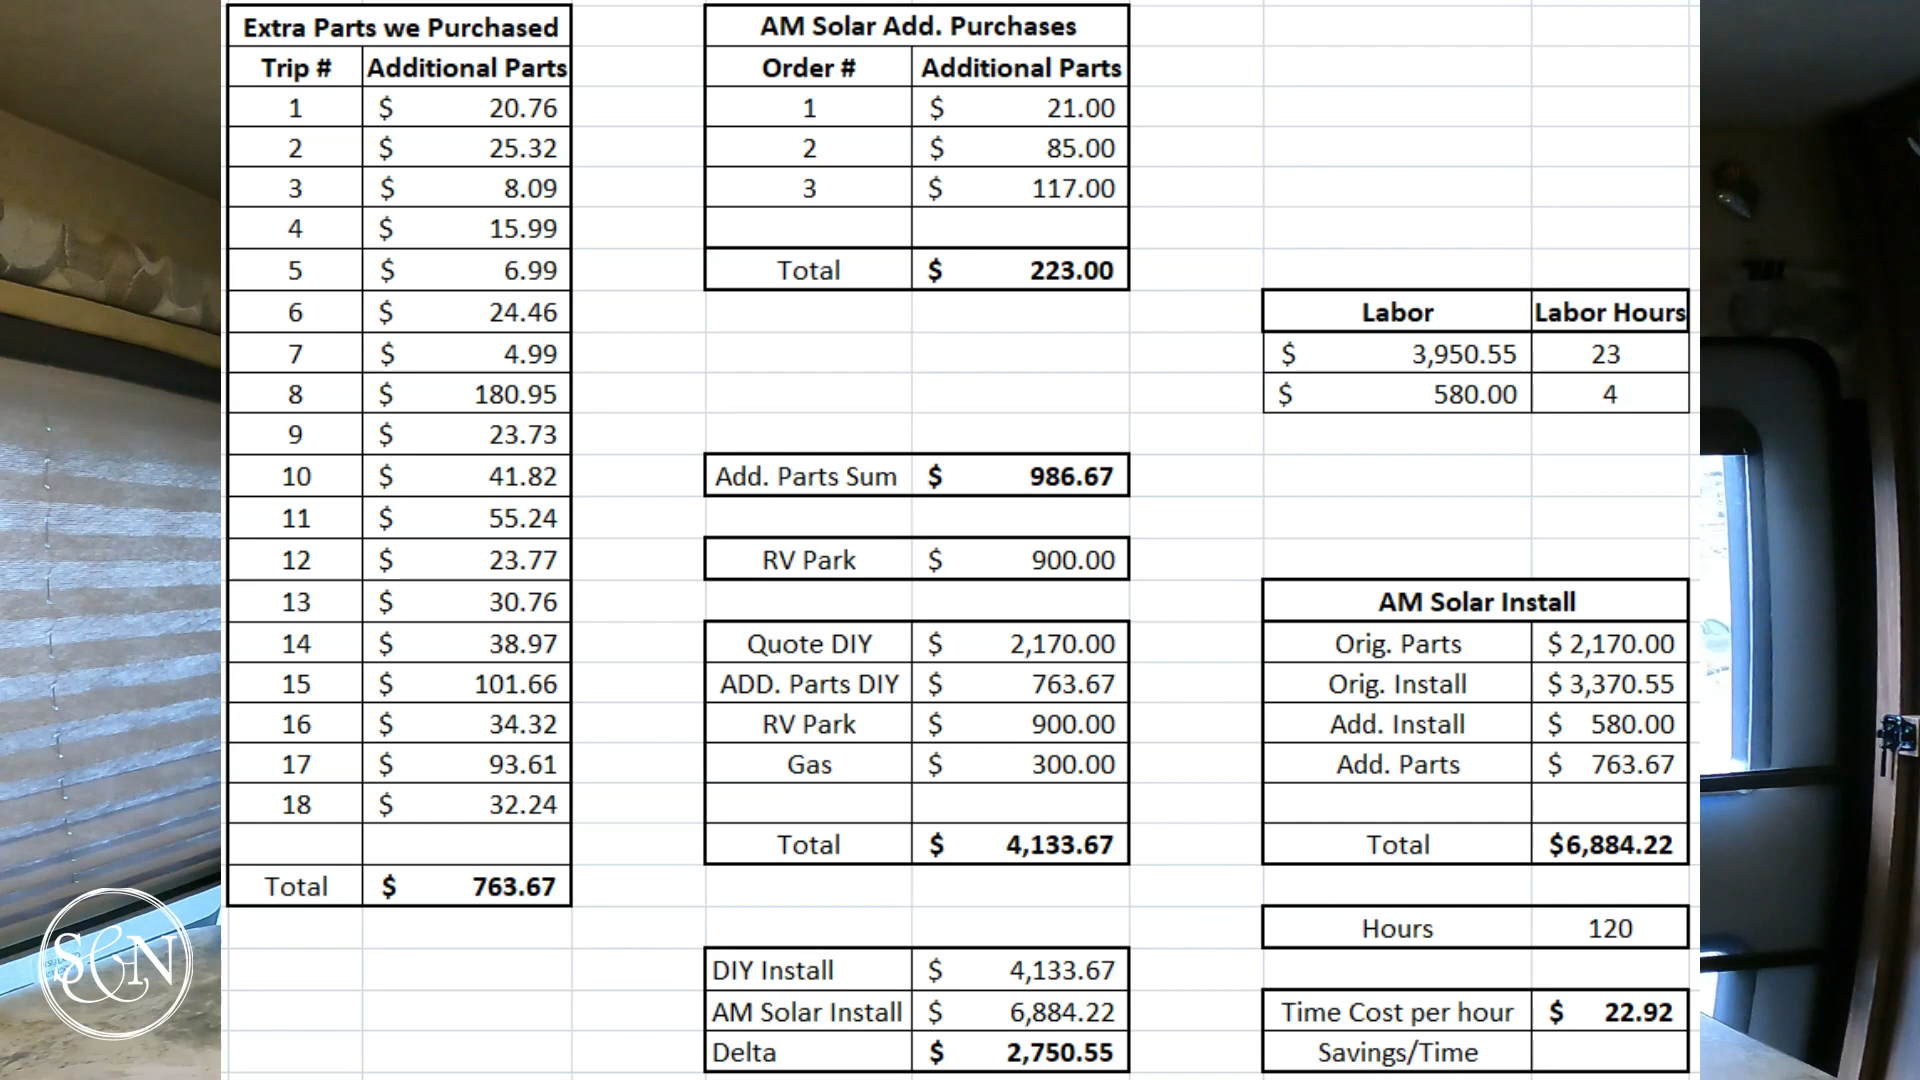 Extra Parts we Purchased
Trip # Additional Parts
1 $ 20.76
2 $ 25.32
3 $ 8.09
4 $ 15.99
5 $ 6.99
6 $ 24.46
7 $ 4.99
8 $ 180.95
9 $ 23.73
10 $ 41.82
11 $ 55.24
12 $ 23.77
13 $ 30.76
14 $ 38.97
15 $ 101.66
16 $ 34.32
17 $ 93.61
18 $ 32.24
Total $ 763.67
AM Solar Add. Purchases
Order # Additional Parts
1 $ 21.00
2 $ 85.00
3 $ 117.00
Total $ 223.00
Add. Parts Sum $ 986.67
RV Park $ 900.00
Quote DIY $ 2,170.00
ADD. Parts DIY $ 763.67
RV Park $ 900.00
Gas $ 300.00
Total $ 4,133.67
DIY Install $ 4,133.67
AM Solar Install $ 6,884.22
Delta $ 2,750.55
Labor Labor Hours
$ 3,950.55 23
$ 580.00 4
AM Solar Install
Orig. Parts $ 2,170.00
Orig. Install $ 3,370.55
Add. Install $ 580.00
Add. Parts $ 763.67
Total $6,884.22
Hours 120
Time Cost per hour $ 22.92
Savings/Time
S&N